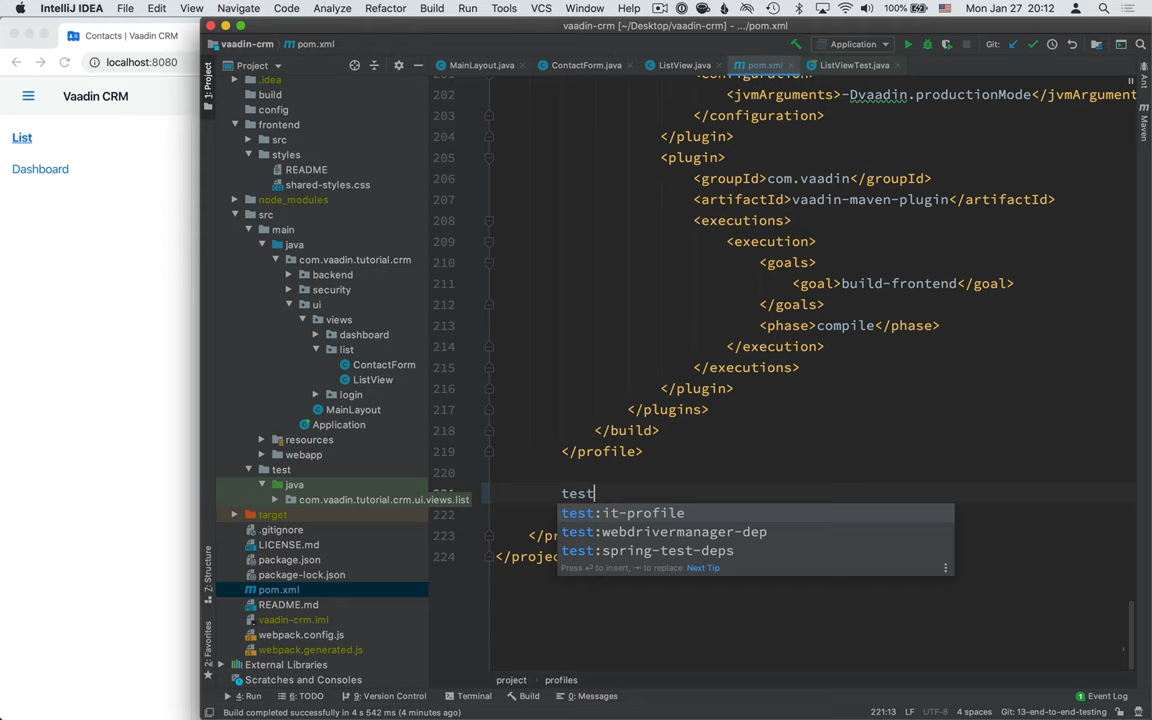 IntelliJ IDEA File Edit View Navigate Code Analyze Refactor Build Run Tools VCS Window Help 100% Mon Jan 27 20:12
Contacts | Vaadin CRM
localhost:8080
Vaadin CRM
List
Dashboard
vaadin-crm [~/Desktop/vaadin-crm] - .../pom.xml
vaadin-crm pom.xml Application Git:
Project MainLayout.java ContactForm.java ListView.java pom.xml ListViewTest.java
1: Project
7: Structure
2: Favorites
Ant
Maven
.idea
build
config
frontend
src
styles
README
shared-styles.css
node_modules
src
main
java
com.vaadin.tutorial.crm
backend
security
ui
views
dashboard
list
ContactForm
ListView
login
MainLayout
Application
resources
webapp
test
java
com.vaadin.tutorial.crm.ui.views.list
target
.gitignore
LICENSE.md
package.json
package-lock.json
pom.xml
README.md
vaadin-crm.iml
webpack.config.js
webpack.generated.js
External Libraries
Scratches and Consoles
202 <jvmArguments>-Dvaadin.productionMode</jvmArgument
203 </configuration>
204 </plugin>
205 <plugin>
206 <groupId>com.vaadin</groupId>
207 <artifactId>vaadin-maven-plugin</artifactId>
208 <executions>
209 <execution>
210 <goals>
211 <goal>build-frontend</goal>
212 </goals>
213 <phase>compile</phase>
214 </execution>
215 </executions>
216 </plugin>
217 </plugins>
218 </build>
219 </profile>
220
test
test:it-profile
222
test:webdrivermanager-dep
223 </pr
test:spring-test-deps
224 </projec
Press ⏎ to insert, ⇥ to replace Next Tip
project profiles
4: Run 6: TODO 9: Version Control Terminal Build 0: Messages 1 Event Log
Build completed successfully in 4 s 542 ms (4 minutes ago) 221:13 LF UTF-8 4 spaces Git: 13-end-to-end-testing